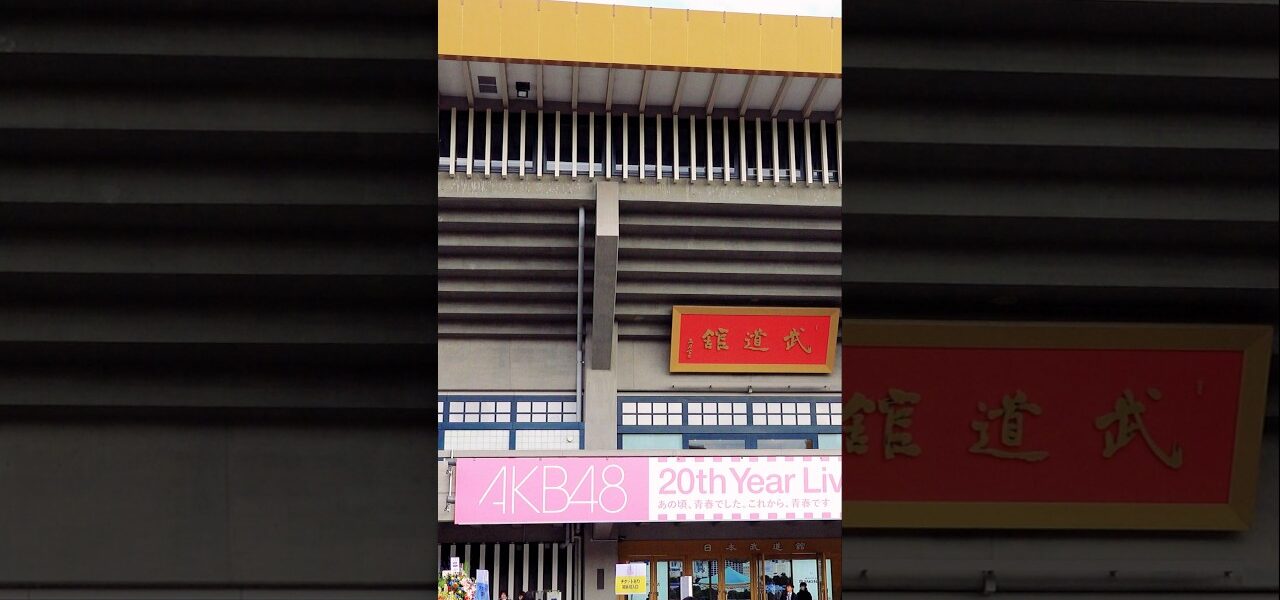 武道館
AKB48
20th Year Liv
あの頃、青春でした。これから、青春です
日本武道館